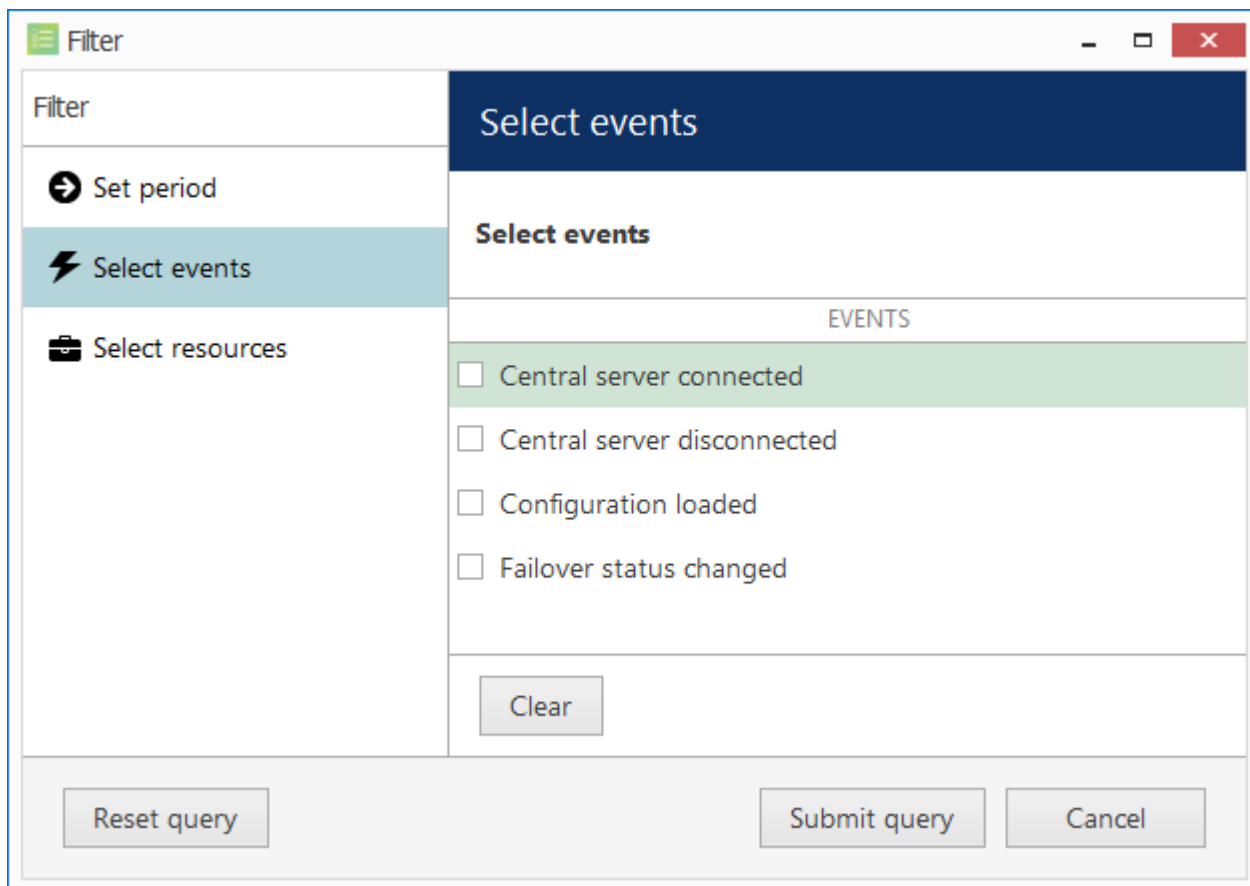 Filter
Filter
Set period
Select events
Select resources
Select events
Select events
EVENTS
Central server connected
Central server disconnected
Configuration loaded
Failover status changed
Clear
Reset query
Submit query
Cancel